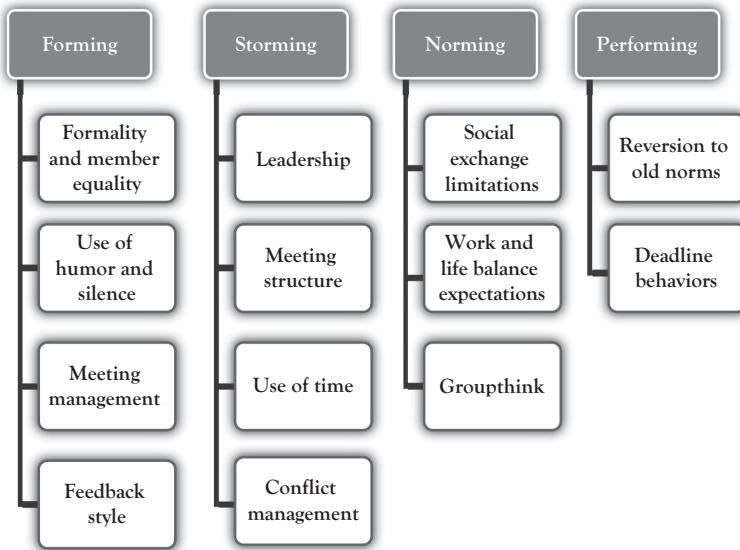 Forming
Formality
and member
equality
Use of
humor and
silence
Meeting
management
Feedback
style
Storming
Leadership
Meeting
structure
Use of time
Conflict
management
Norming
Social
exchange
limitations
Work and
life balance
expectations
Groupthink
Performing
Reversion to
old norms
Deadline
behaviors